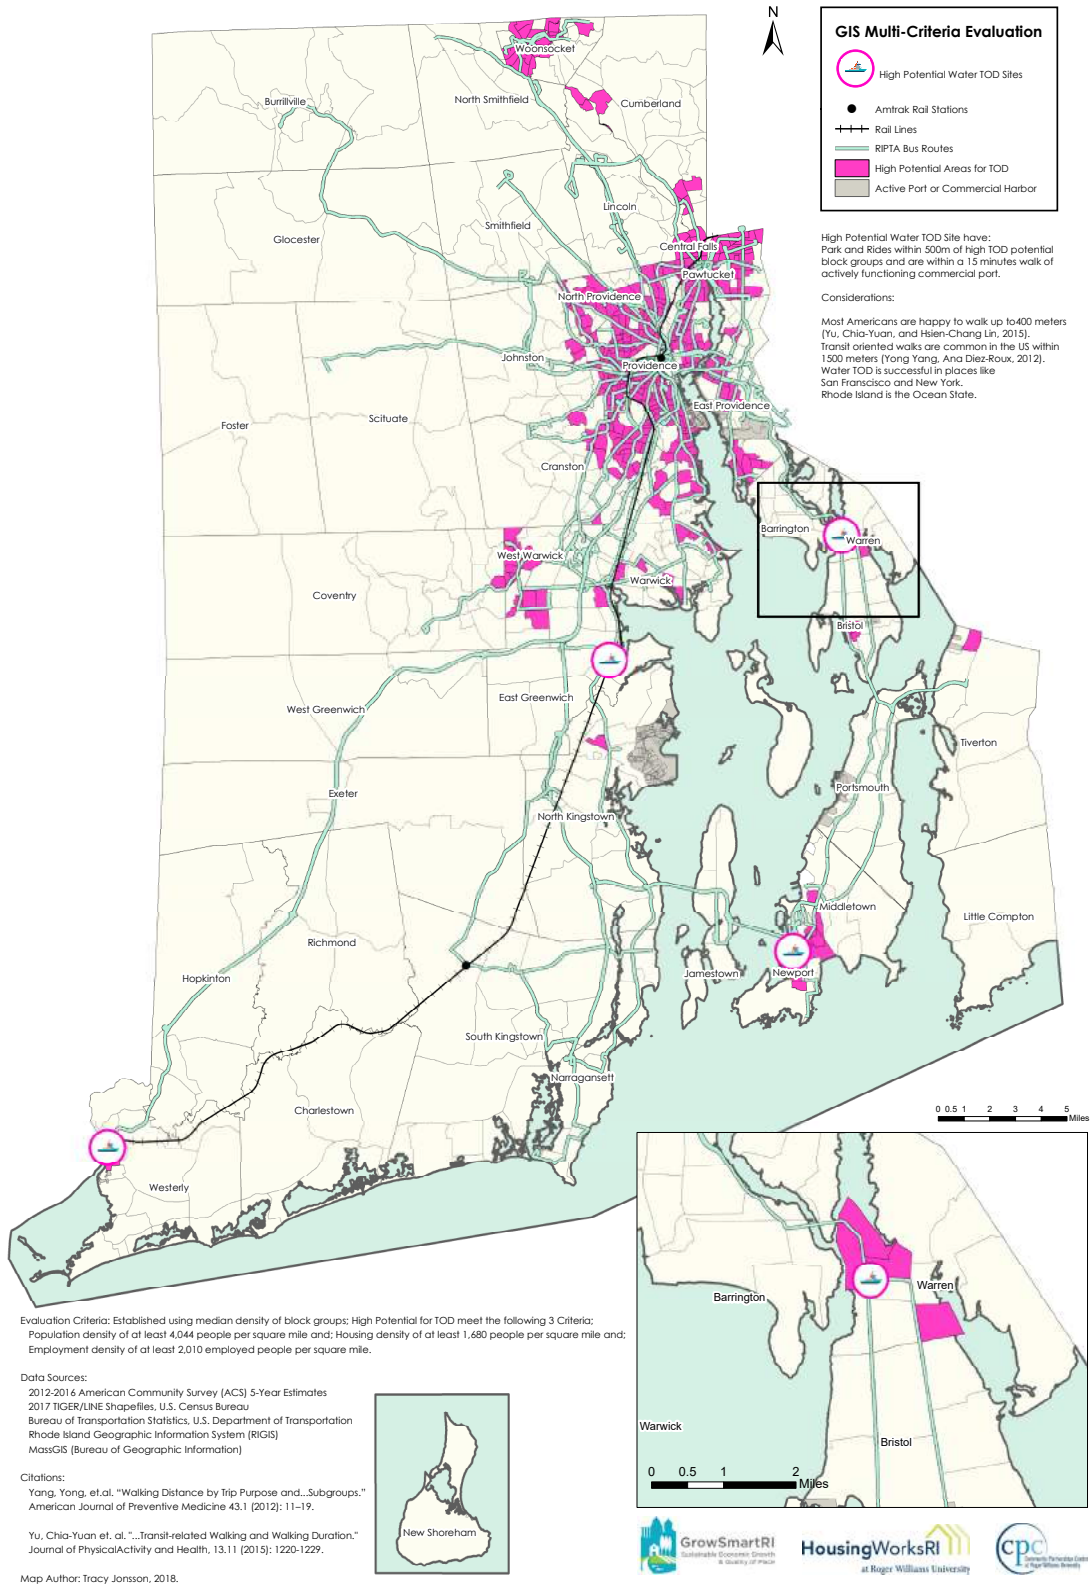 N
GIS Multi-Criteria Evaluation
High Potential Water TOD Sites
Amtrak Rail Stations
Rail Lines
RIPTA Bus Routes
High Potential Areas for TOD
Active Port or Commercial Harbor
High Potential Water TOD Site have:
Park and Rides within 500m of high TOD potential
block groups and are within a 15 minutes walk of
actively functioning commercial port.
Considerations:
Most Americans are happy to walk up to400 meters
(Yu, Chia-Yuan, and Hsien-Chang Lin, 2015).
Transit oriented walks are common in the US within
1500 meters (Yong Yang, Ana Diez-Roux, 2012).
Water TOD is successful in places like
San Franscisco and New York.
Rhode Island is the Ocean State.
Woonsocket
Burrillville
North Smithfield
Cumberland
Lincoln
Smithfield
Glocester
Central Falls
Pawtucket
North Providence
Johnston
Providence
East Providence
Scituate
Foster
Cranston
Barrington
Warren
West Warwick
Warwick
Coventry
Bristol
East Greenwich
West Greenwich
Tiverton
Portsmouth
Exeter
North Kingstown
Middletown
Little Compton
Richmond
Jamestown
Newport
Hopkinton
South Kingstown
Narragansett
Charlestown
Westerly
0 0.5 1 2 3 4 5
Miles
Barrington
Warren
Warwick
Bristol
0 0.5 1 2
Miles
Evaluation Criteria: Established using median density of block groups; High Potential for TOD meet the following 3 Criteria;
Population density of at least 4,044 people per square mile and; Housing density of at least 1,680 people per square mile and;
Employment density of at least 2,010 employed people per square mile.
Data Sources:
2012-2016 American Community Survey (ACS) 5-Year Estimates
2017 TIGER/LINE Shapefiles, U.S. Census Bureau
Bureau of Transportation Statistics, U.S. Department of Transportation
Rhode Island Geographic Information System (RIGIS)
MassGIS (Bureau of Geographic Information)
Citations:
Yang, Yong, et.al. "Walking Distance by Trip Purpose and...Subgroups."
American Journal of Preventive Medicine 43.1 (2012): 11–19.
Yu, Chia-Yuan et. al. "...Transit-related Walking and Walking Duration."
Journal of PhysicalActivity and Health, 13.11 (2015): 1220-1229.
Map Author: Tracy Jonsson, 2018.
New Shoreham
GrowSmartRI
Sustainable Economic Growth
& Quality of Place
HousingWorksRI
at Roger Williams University
cpc
Community Partnerships Center
at Roger Williams University